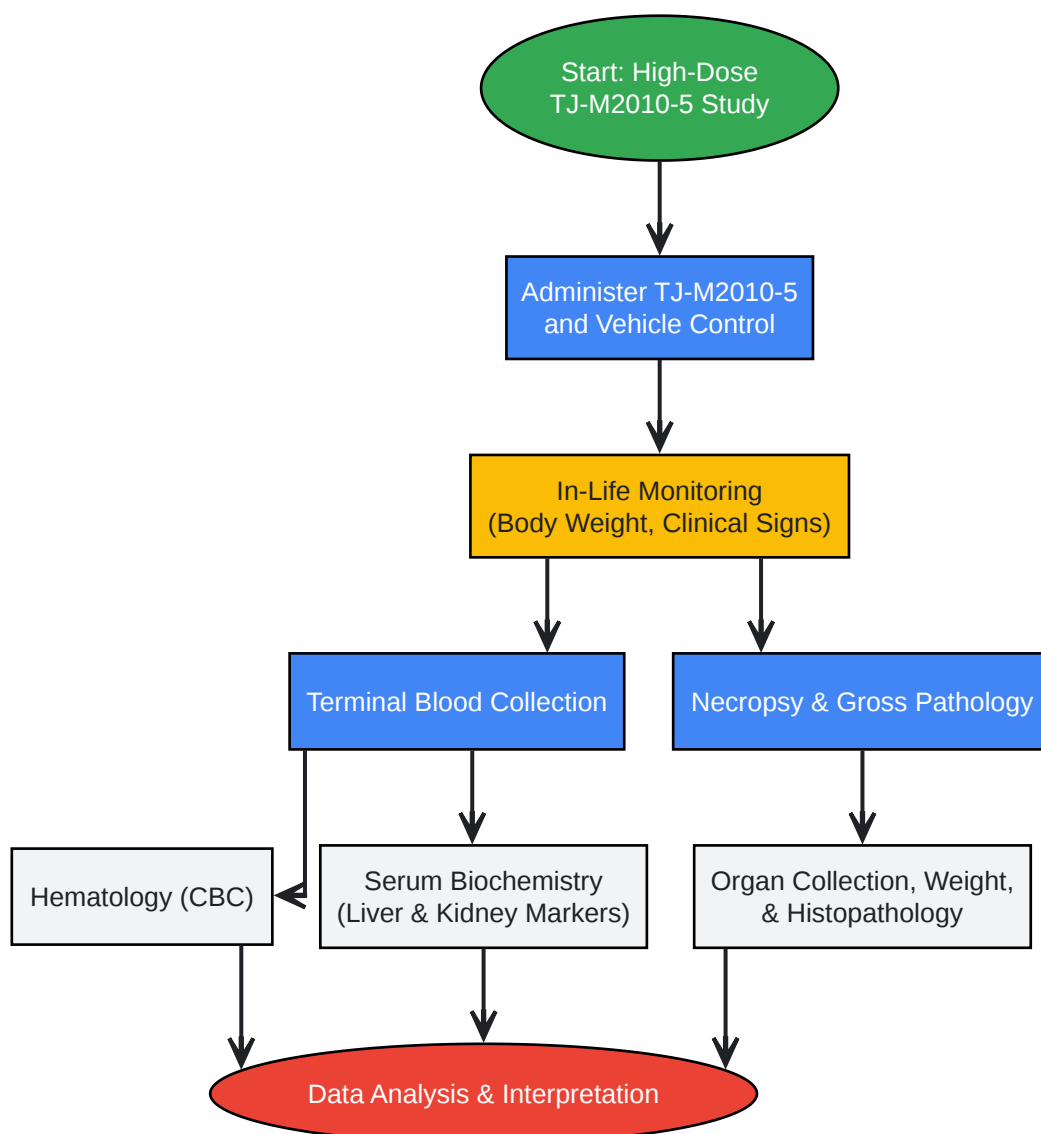 Start: High-Dose
TJ-M2010-5 Study
Administer TJ-M2010-5
and Vehicle Control
In-Life Monitoring
(Body Weight, Clinical Signs)
Terminal Blood Collection
Necropsy & Gross Pathology
Hematology (CBC)
Serum Biochemistry
(Liver & Kidney Markers)
Organ Collection, Weight,
& Histopathology
Data Analysis & Interpretation